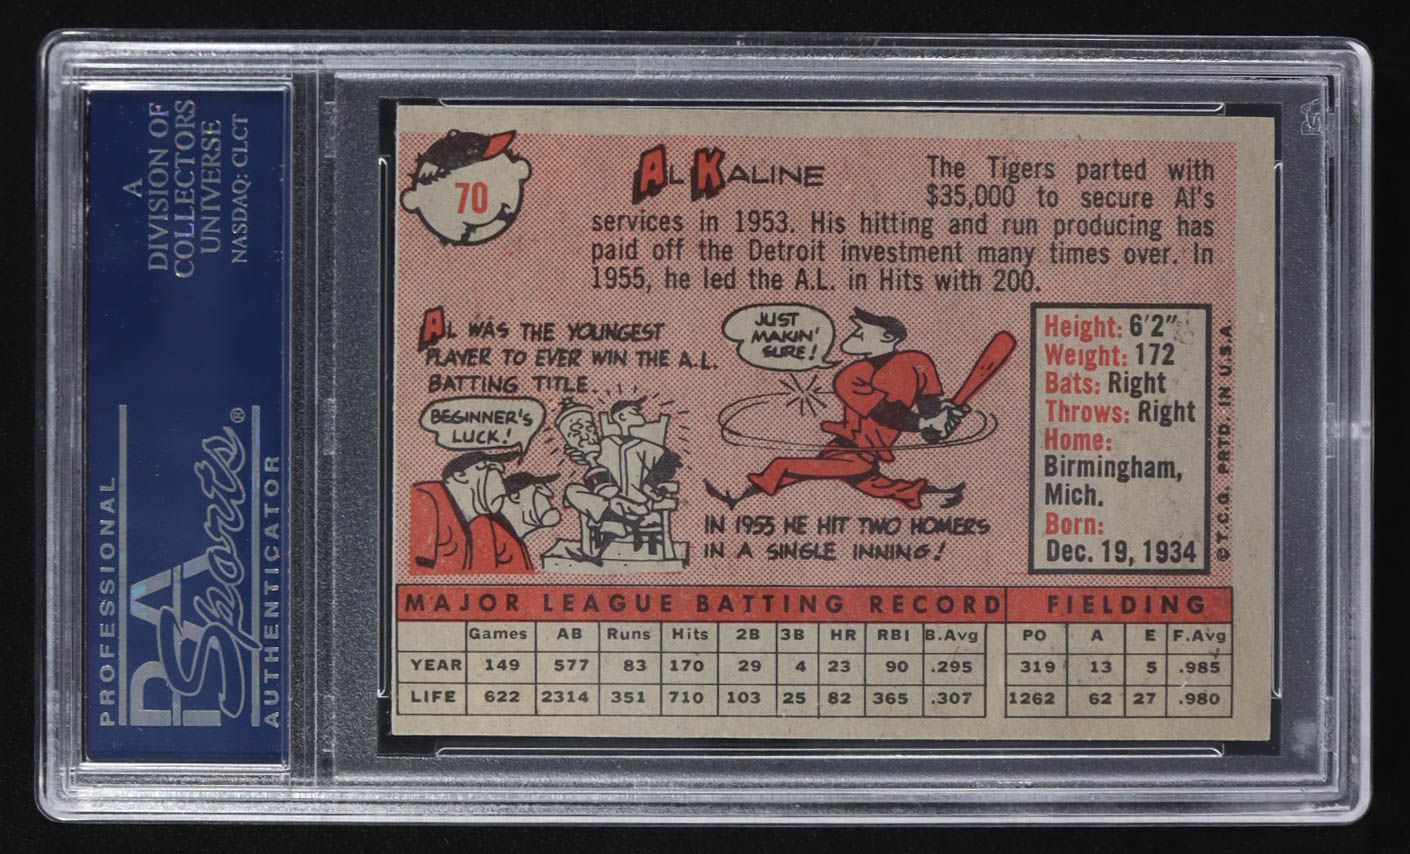 A
DIVISION OF
COLLECTORS
UNIVERSE
NASDAQ: CLCT
PROFESSIONAL
PSA
Sports®
AUTHENTICATOR
70
AL KALINE
The Tigers parted with
$35,000 to secure Al's
services in 1953. His hitting and run producing has
paid off the Detroit investment many times over. In
1955, he led the A.L. in Hits with 200.
AL WAS THE YOUNGEST
PLAYER TO EVER WIN THE A.L.
BATTING TITLE...
BEGINNER'S
LUCK!
JUST
MAKIN'
SURE!
IN 1955 HE HIT TWO HOMERS
IN A SINGLE INNING!
Height: 6'2"
Weight: 172
Bats: Right
Throws: Right
Home:
Birmingham,
Mich.
Born:
Dec. 19, 1934
© T.C.G. PRTD. IN U.S.A.
MAJOR LEAGUE BATTING RECORD FIELDING
Games AB Runs Hits 2B 3B HR RBI B.Avg PO A E F.Avg
YEAR 149 577 83 170 29 4 23 90 .295 319 13 5 .985
LIFE 622 2314 351 710 103 25 82 365 .307 1262 62 27 .980